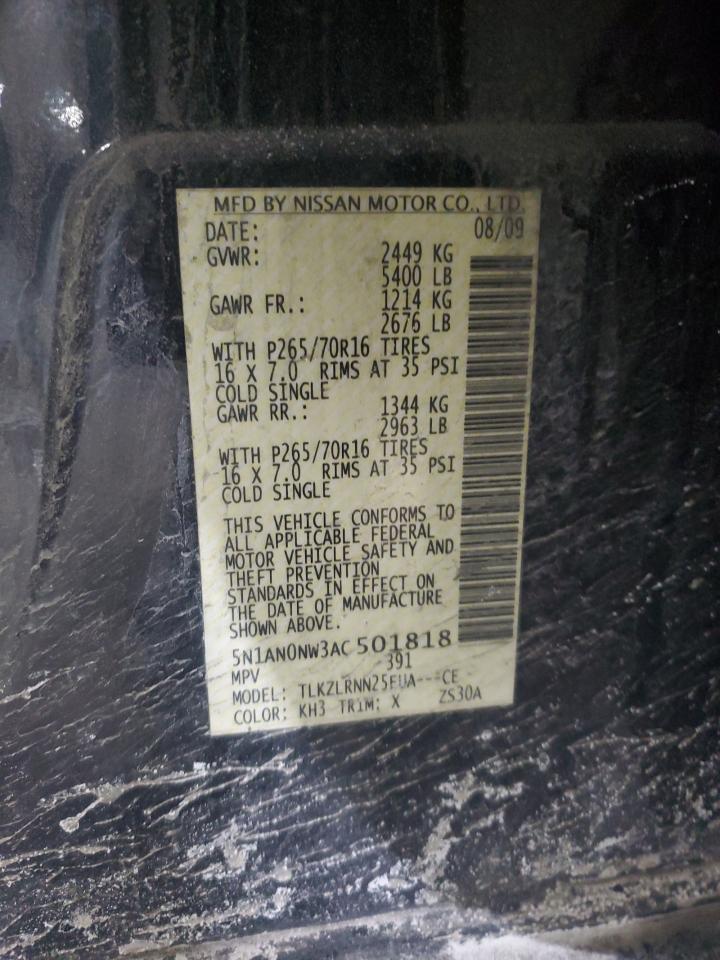 MFD BY NISSAN MOTOR CO., LTD.
DATE: 08/09
GVWR: 2449 KG
5400 LB
GAWR FR.: 1214 KG
2676 LB
WITH P265/70R16 TIRES
16 X 7.0 RIMS AT 35 PSI
COLD SINGLE
GAWR RR.: 1344 KG
2963 LB
WITH P265/70R16 TIRES
16 X 7.0 RIMS AT 35 PSI
COLD SINGLE
THIS VEHICLE CONFORMS TO
ALL APPLICABLE FEDERAL
MOTOR VEHICLE SAFETY AND
THEFT PREVENTION
STANDARDS IN EFFECT ON
THE DATE OF MANUFACTURE
SHOWN ABOVE.
5N1AN0NW3AC501818
MPV 391
MODEL: TLKZLRNN25EUA---CE
COLOR: KH3 TRIM: X ZS30A